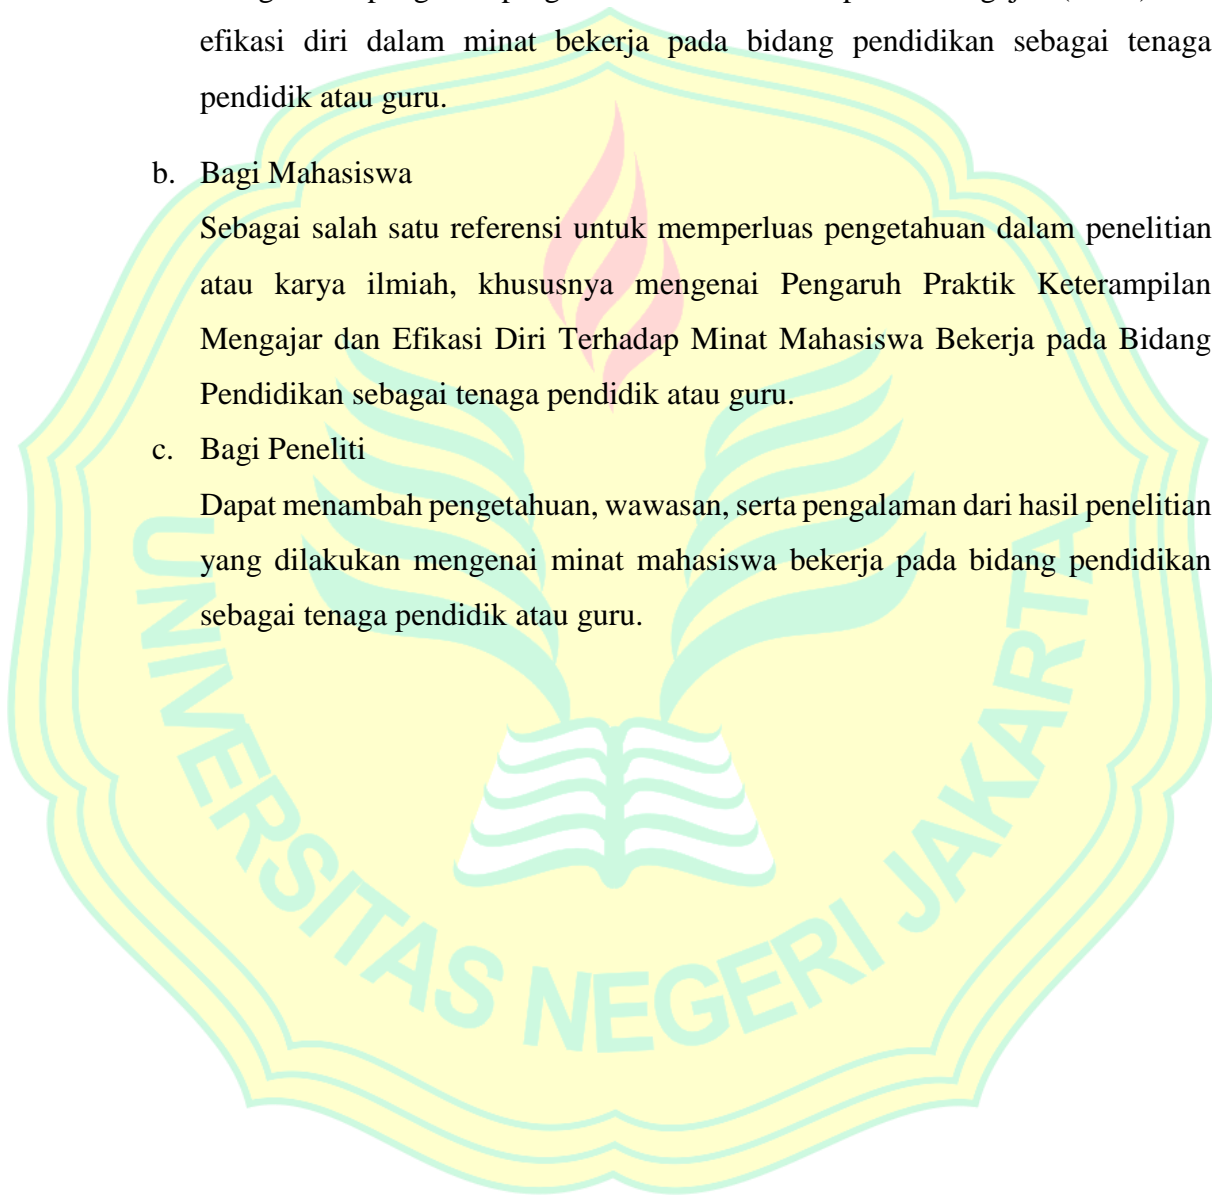 efikasi diri dalam minat bekerja pada bidang pendidikan sebagai tenaga
pendidik atau guru.
b. Bagi Mahasiswa
Sebagai salah satu referensi untuk memperluas pengetahuan dalam penelitian
atau karya ilmiah, khususnya mengenai Pengaruh Praktik Keterampilan
Mengajar dan Efikasi Diri Terhadap Minat Mahasiswa Bekerja pada Bidang
Pendidikan sebagai tenaga pendidik atau guru.
c. Bagi Peneliti
Dapat menambah pengetahuan, wawasan, serta pengalaman dari hasil penelitian
yang dilakukan mengenai minat mahasiswa bekerja pada bidang pendidikan
sebagai tenaga pendidik atau guru.
UNIVERSITAS NEGERI JAKARTA